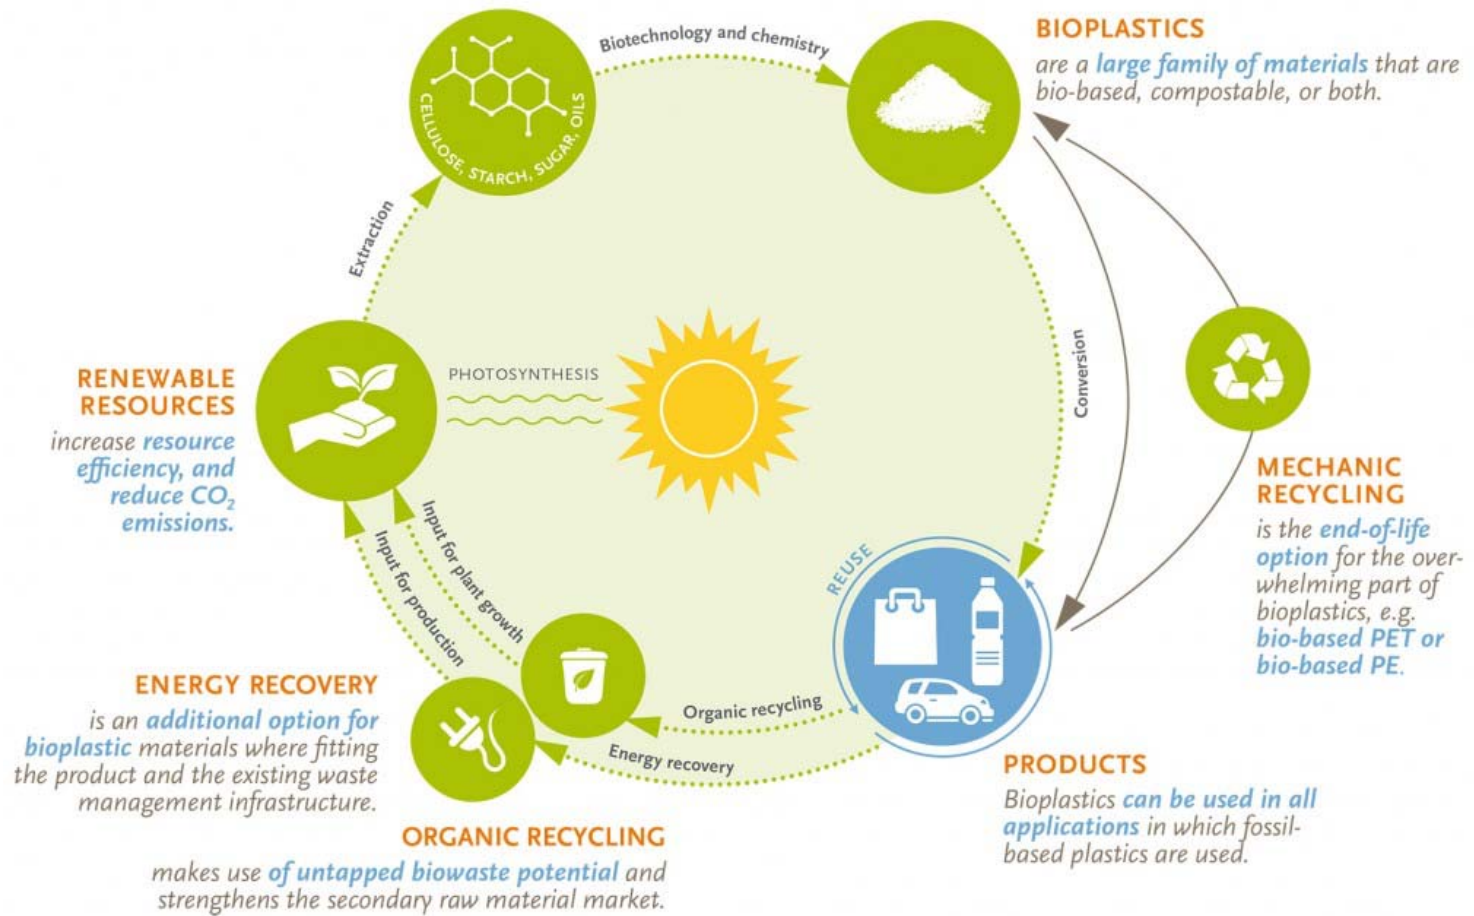 Biotechnology and chemistry
BIOPLASTICS
are a large family of materials that are
bio-based, compostable, or both.
CELLULOSE, STARCH, SUGAR, OILS
Extraction
Conversion
RENEWABLE
RESOURCES
increase resource
efficiency, and
reduce CO₂
emissions.
PHOTOSYNTHESIS
MECHANIC
RECYCLING
is the end-of-life
option for the over-
whelming part of
bioplastics, e.g.
bio-based PET or
bio-based PE.
Input for plant growth
Input for production
REUSE
ENERGY RECOVERY
is an additional option for
bioplastic materials where fitting
the product and the existing waste
management infrastructure.
Organic recycling
Energy recovery
PRODUCTS
Bioplastics can be used in all
applications in which fossil-
based plastics are used.
ORGANIC RECYCLING
makes use of untapped biowaste potential and
strengthens the secondary raw material market.